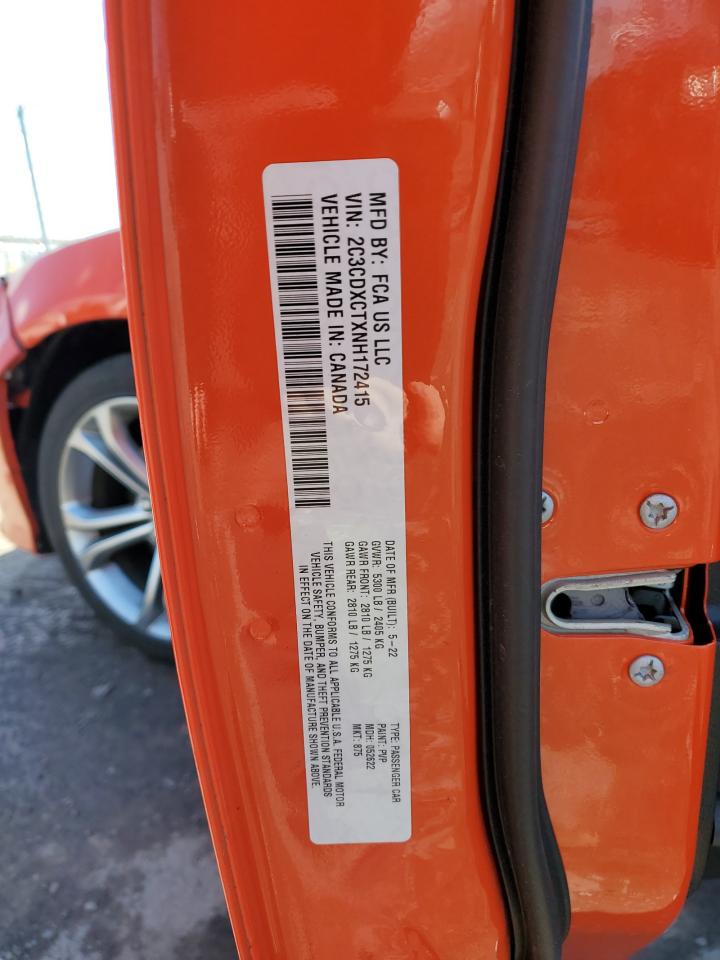 MFD BY: FCA US LLC
VIN: 2C3CDXCTXNH172415
VEHICLE MADE IN: CANADA
DATE OF MFR (BUILT): 5-22
GVWR: 5300 LB / 2405 KG
GAWR FRONT: 2810 LB / 1275 KG
GAWR REAR: 2810 LB / 1275 KG
TYPE: PASSENGER CAR
PAINT: PVP
MDH: 052622
MKT: 875
THIS VEHICLE CONFORMS TO ALL APPLICABLE U.S.A. FEDERAL MOTOR
VEHICLE SAFETY, BUMPER, AND THEFT PREVENTION STANDARDS
IN EFFECT ON THE DATE OF MANUFACTURE SHOWN ABOVE.